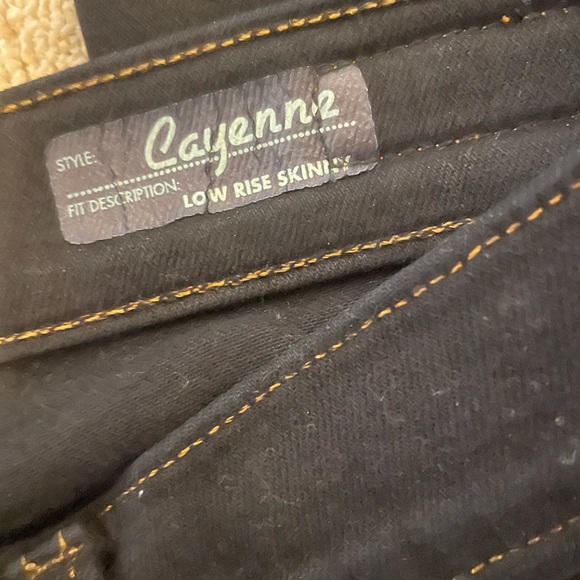 STYLE: Cayenne
FIT DESCRIPTION: LOW RISE SKINNY